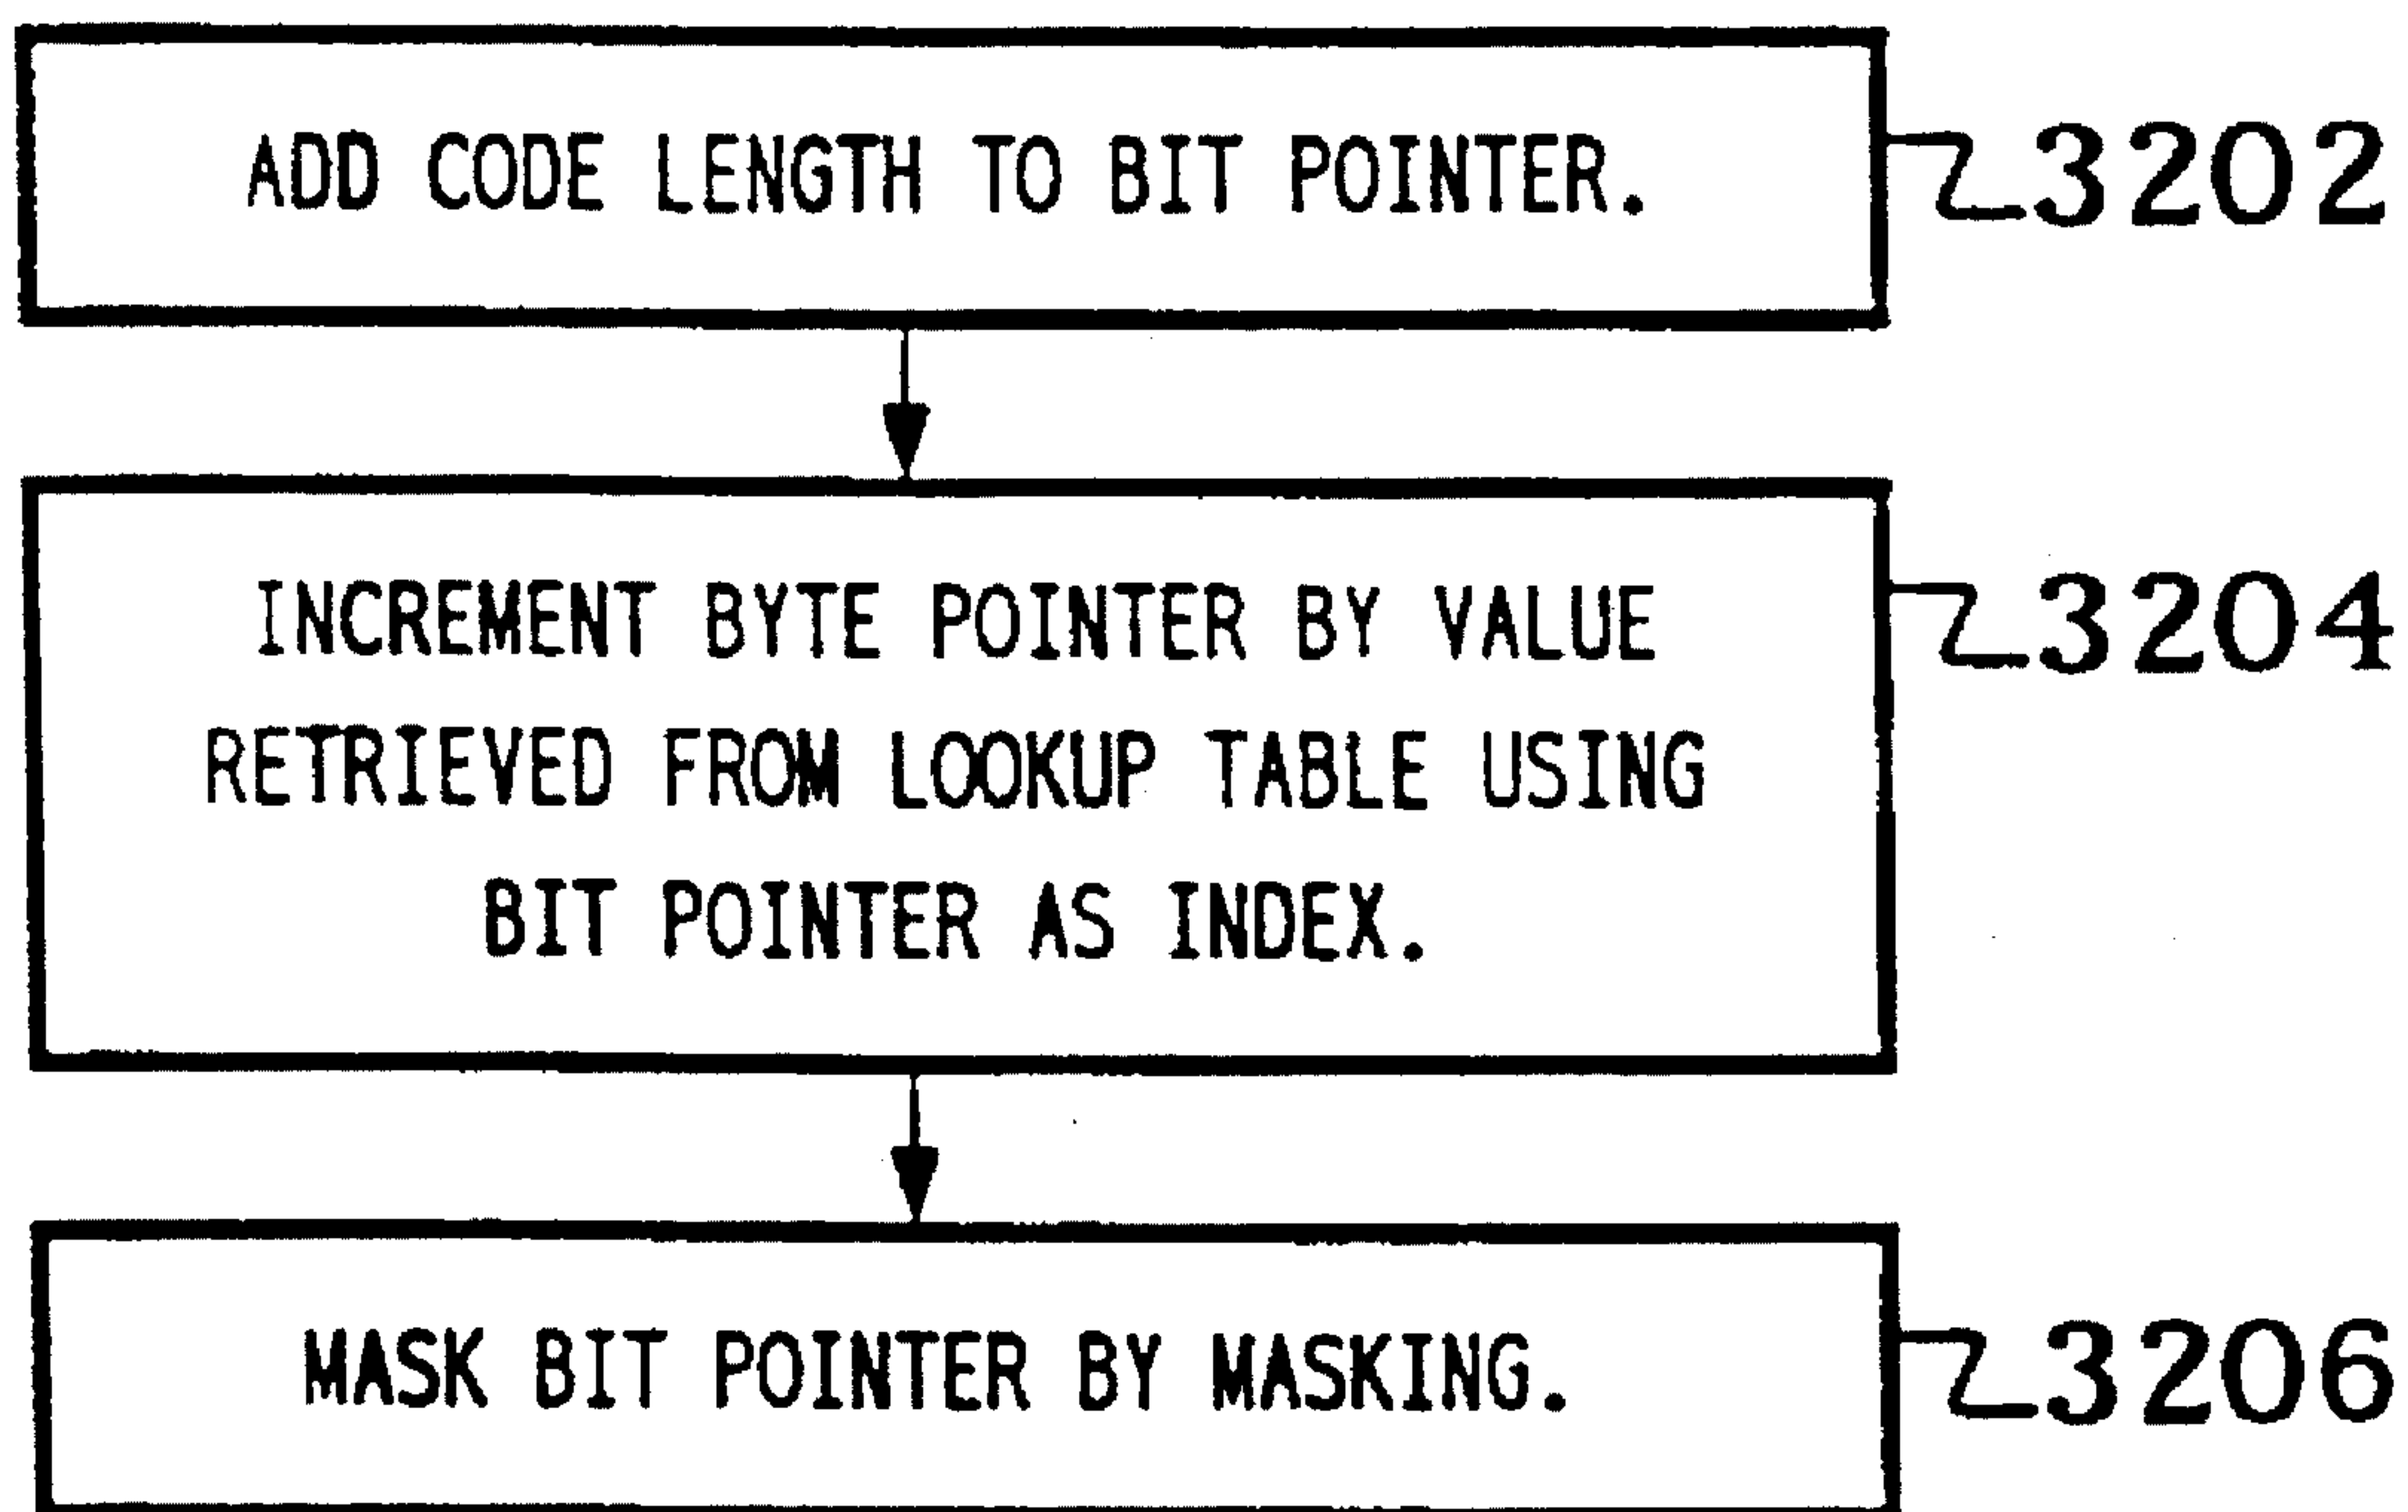 ADD CODE LENGTH TO BIT POINTER.
3202
INCREMENT BYTE POINTER BY VALUE
3204
RETRIEVED FROM LOOKUP TABLE USING
BIT POINTER AS INDEX.
MASK BIT POINTER BY MASKING.
3206